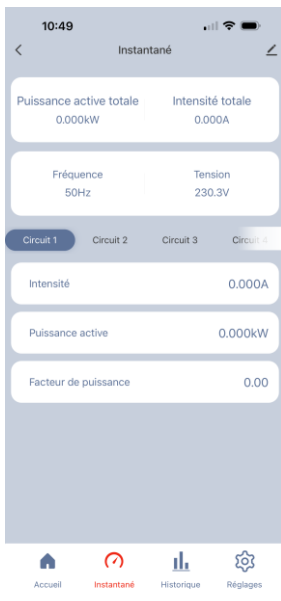 10:49
Instantané
Puissance active totale
Intensité totale
0.000kW
0.000A
Fréquence
Tension
50Hz
230.3V
Circuit 1
Circuit 2
Circuit 3
Circuit 4
Intensité
0.000A
Puissance active
0.000kW
Facteur de puissance
0.00
Accueil
Instantané
Historique
Réglages